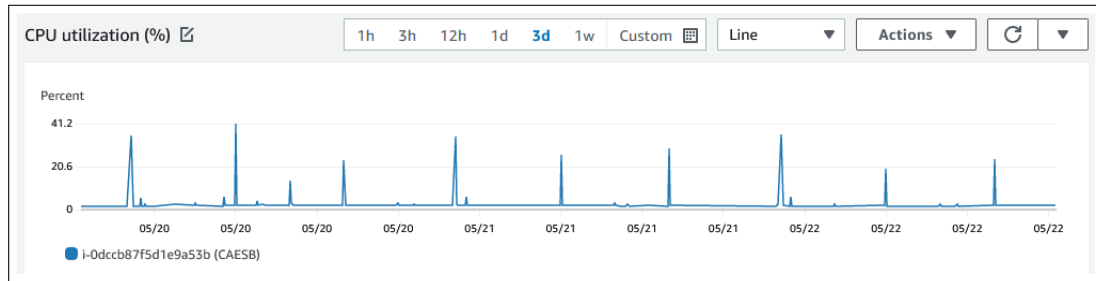 CPU utilization (%)
1h 3h 12h 1d 3d 1w Custom
Line
Actions
Percent
41.2
20.6
0
05/20 05/20 05/20 05/20 05/21 05/21 05/21 05/21 05/22 05/22 05/22 05/22
i-0dccb87f5d1e9a53b (CAESB)